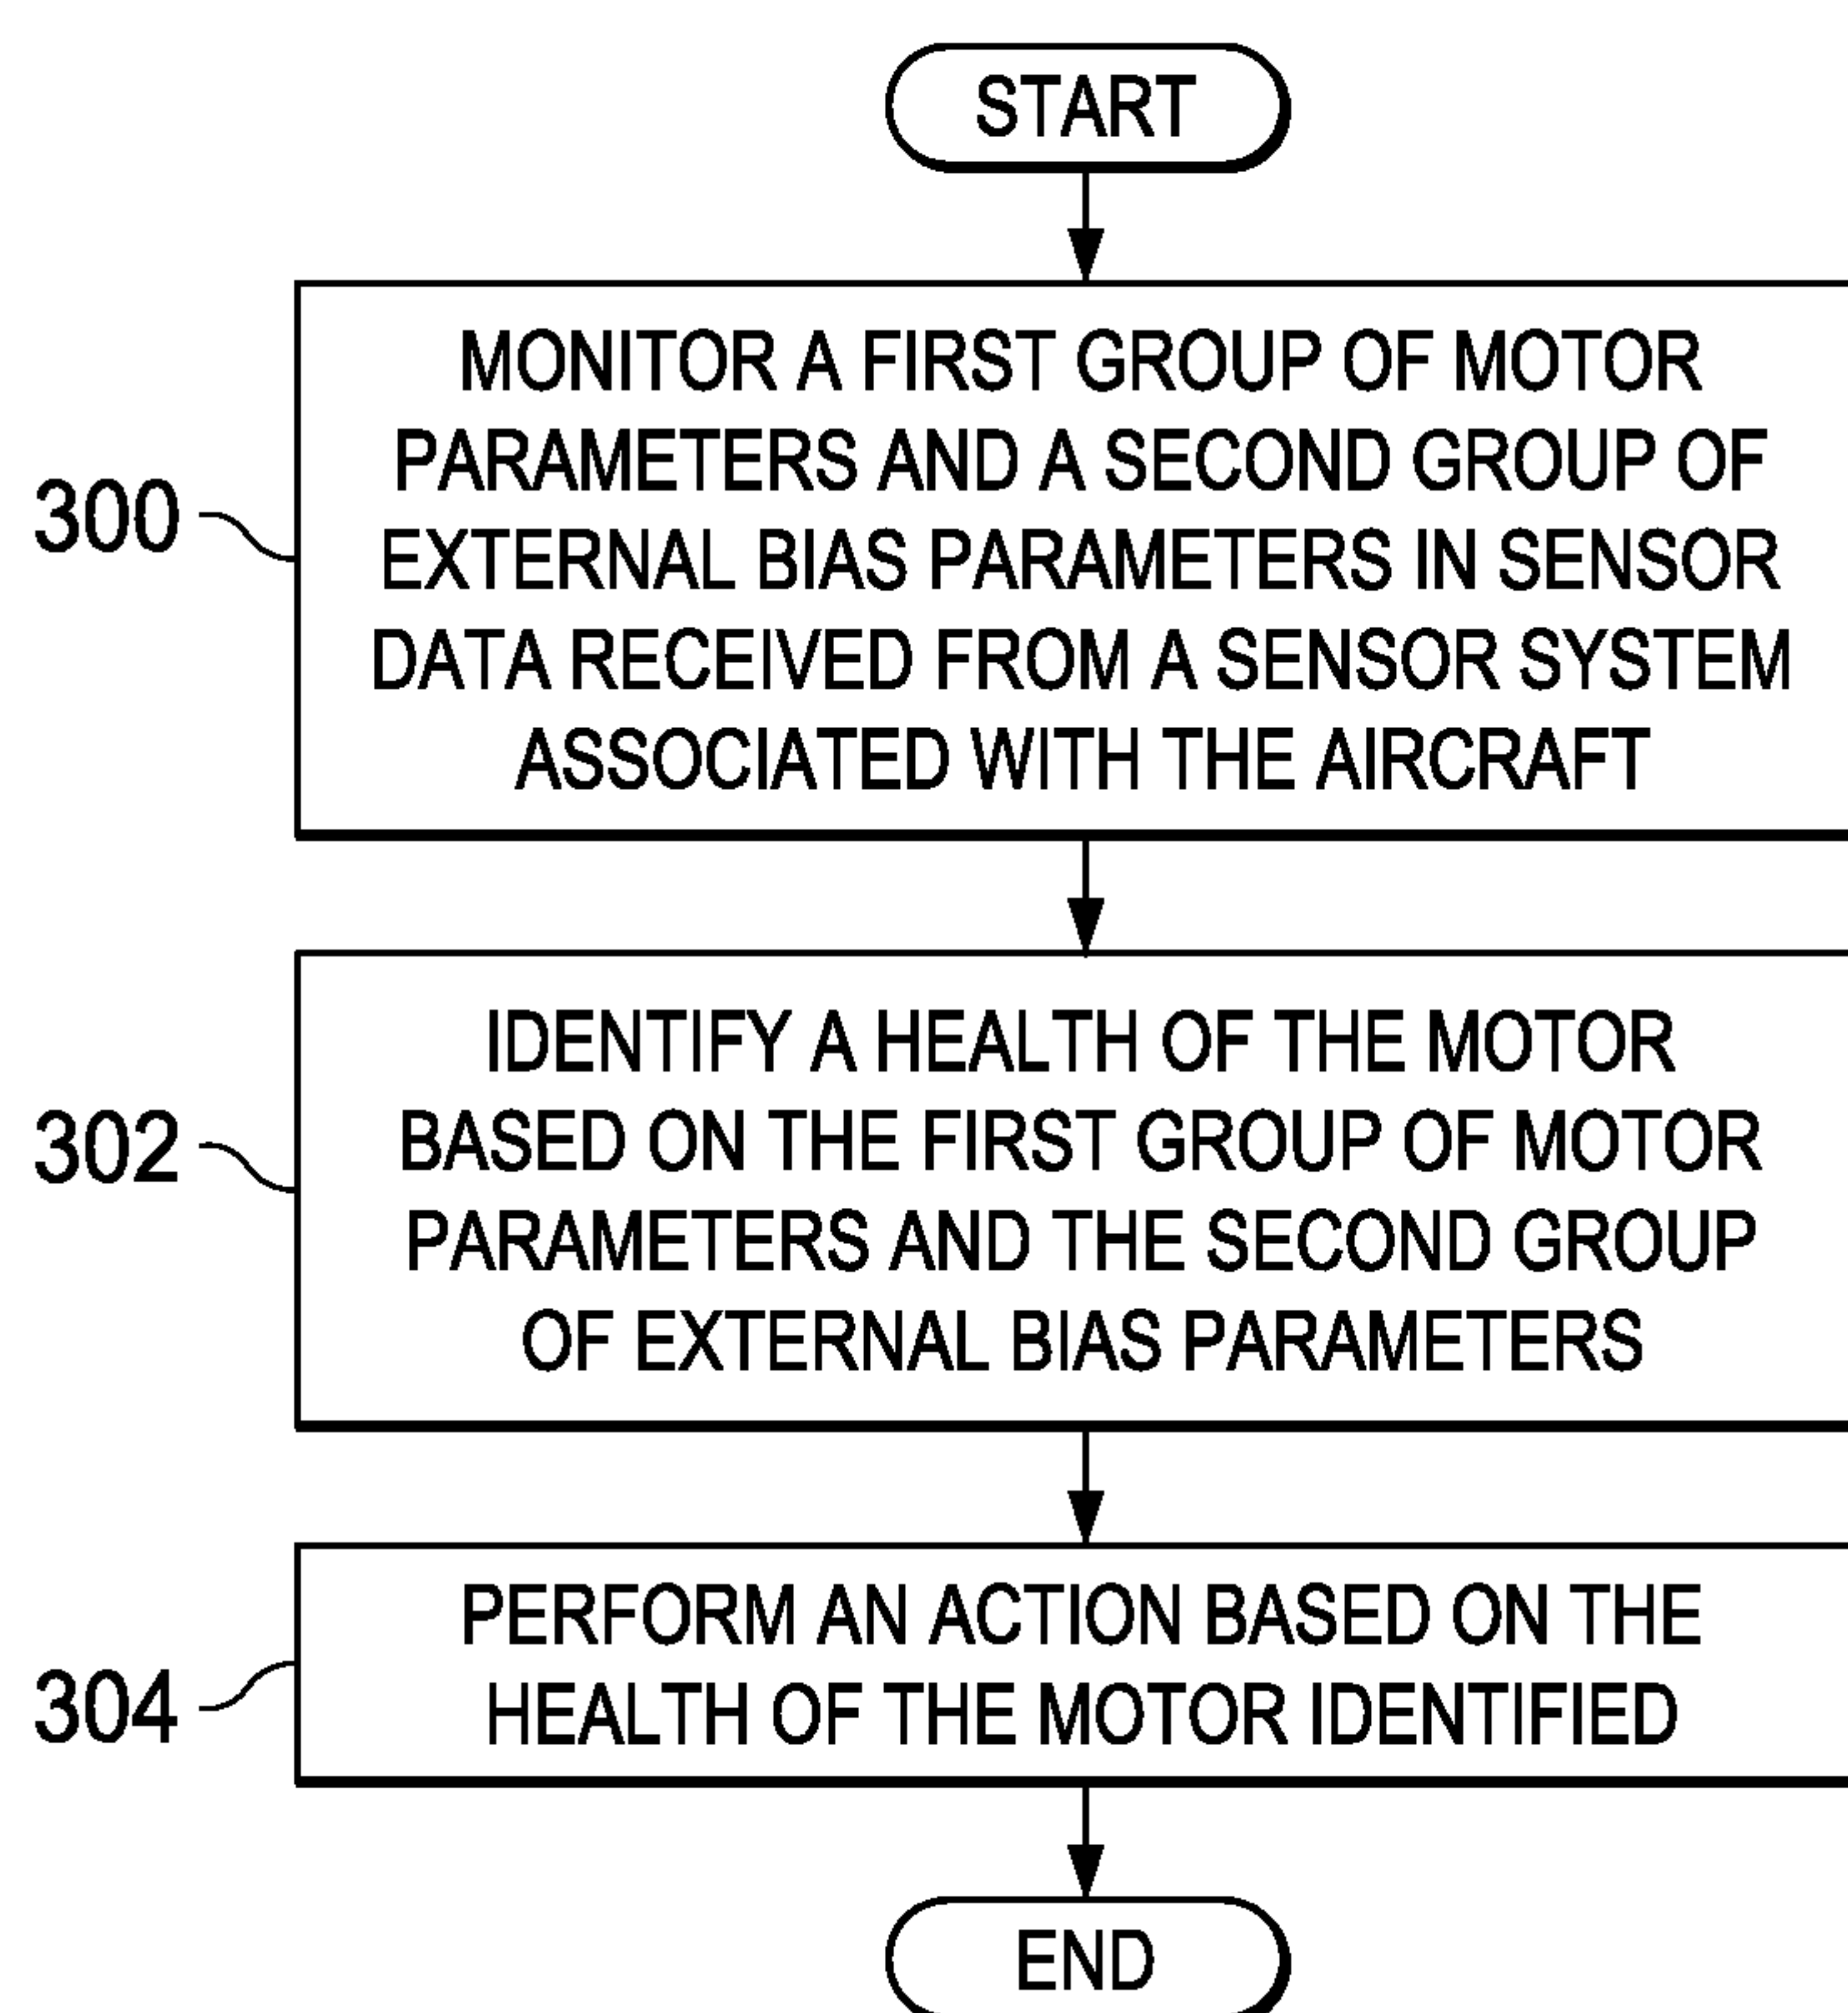 START
MONITOR A FIRST GROUP OF MOTOR
PARAMETERS AND A SECOND GROUP OF
EXTERNAL BIAS PARAMETERS IN SENSOR
DATA RECEIVED FROM A SENSOR SYSTEM
ASSOCIATED WITH THE AIRCRAFT
300
IDENTIFY A HEALTH OF THE MOTOR
BASED ON THE FIRST GROUP OF MOTOR
PARAMETERS AND THE SECOND GROUP
OF EXTERNAL BIAS PARAMETERS
302
PERFORM AN ACTION BASED ON THE
HEALTH OF THE MOTOR IDENTIFIED
304
END